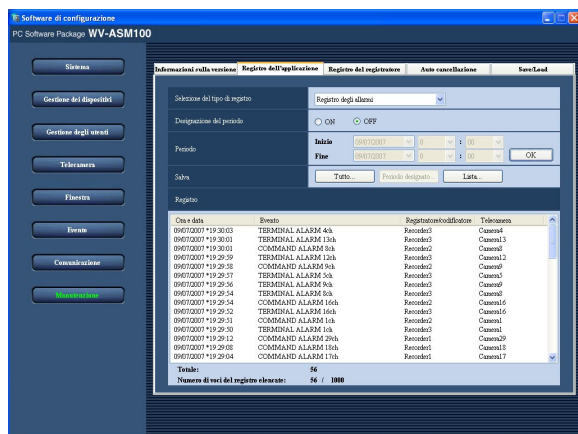 Software di configurazione
PC Software Package WV-ASM100
Sistema
Gestione dei dispositivi
Gestione degli utenti
Telecamera
Finestra
Evento
Comunicazione
Manutenzione
Informazioni sulla versione Registro dell'applicazione Registro del registratore Auto cancellazione Save/Load
Selezione del tipo di registro Registro degli allarmi
Designazione del periodo ON OFF
Periodo
Inizio 09/07/2007 0 : 00
Fine 09/07/2007 0 : 00 OK
Salva Tutto... Periodo designato... Lista...
Registro
Ora e data Evento Registratore/codificatore Telecamera
09/07/2007 *19:30:03 TERMINAL ALARM 4ch Recorder3 Camera4
09/07/2007 *19:30:01 TERMINAL ALARM 13ch Recorder3 Camera13
09/07/2007 *19:30:01 COMMAND ALARM 8ch Recorder2 Camera8
09/07/2007 *19:29:59 TERMINAL ALARM 12ch Recorder3 Camera12
09/07/2007 *19:29:58 COMMAND ALARM 9ch Recorder2 Camera9
09/07/2007 *19:29:57 TERMINAL ALARM 5ch Recorder3 Camera5
09/07/2007 *19:29:56 TERMINAL ALARM 9ch Recorder3 Camera9
09/07/2007 *19:29:54 TERMINAL ALARM 8ch Recorder3 Camera8
09/07/2007 *19:29:54 COMMAND ALARM 16ch Recorder2 Camera16
09/07/2007 *19:29:52 TERMINAL ALARM 16ch Recorder3 Camera16
09/07/2007 *19:29:51 COMMAND ALARM 1ch Recorder2 Camera1
09/07/2007 *19:29:50 TERMINAL ALARM 1ch Recorder3 Camera1
09/07/2007 *19:29:12 COMMAND ALARM 29ch Recorder1 Camera29
09/07/2007 *19:29:08 COMMAND ALARM 18ch Recorder1 Camera18
09/07/2007 *19:29:04 COMMAND ALARM 17ch Recorder1 Camera17
Totale: 56
Numero di voci del registro elencate: 56 / 1000